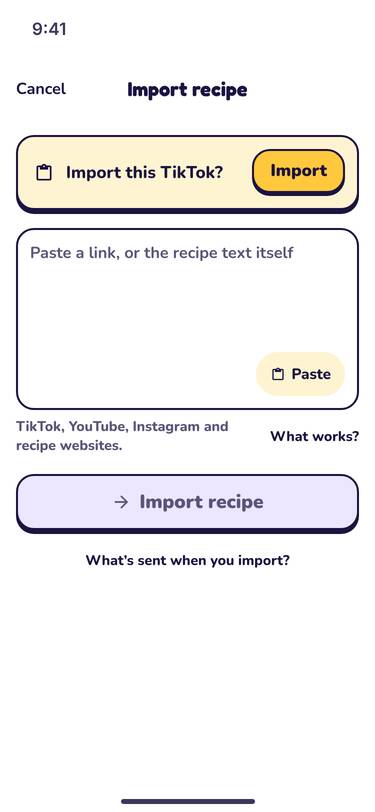 9:41
Cancel
Import recipe
Import this TikTok?
Import
Paste a link, or the recipe text itself
Paste
TikTok, YouTube, Instagram and
recipe websites.
What works?
Import recipe
What's sent when you import?